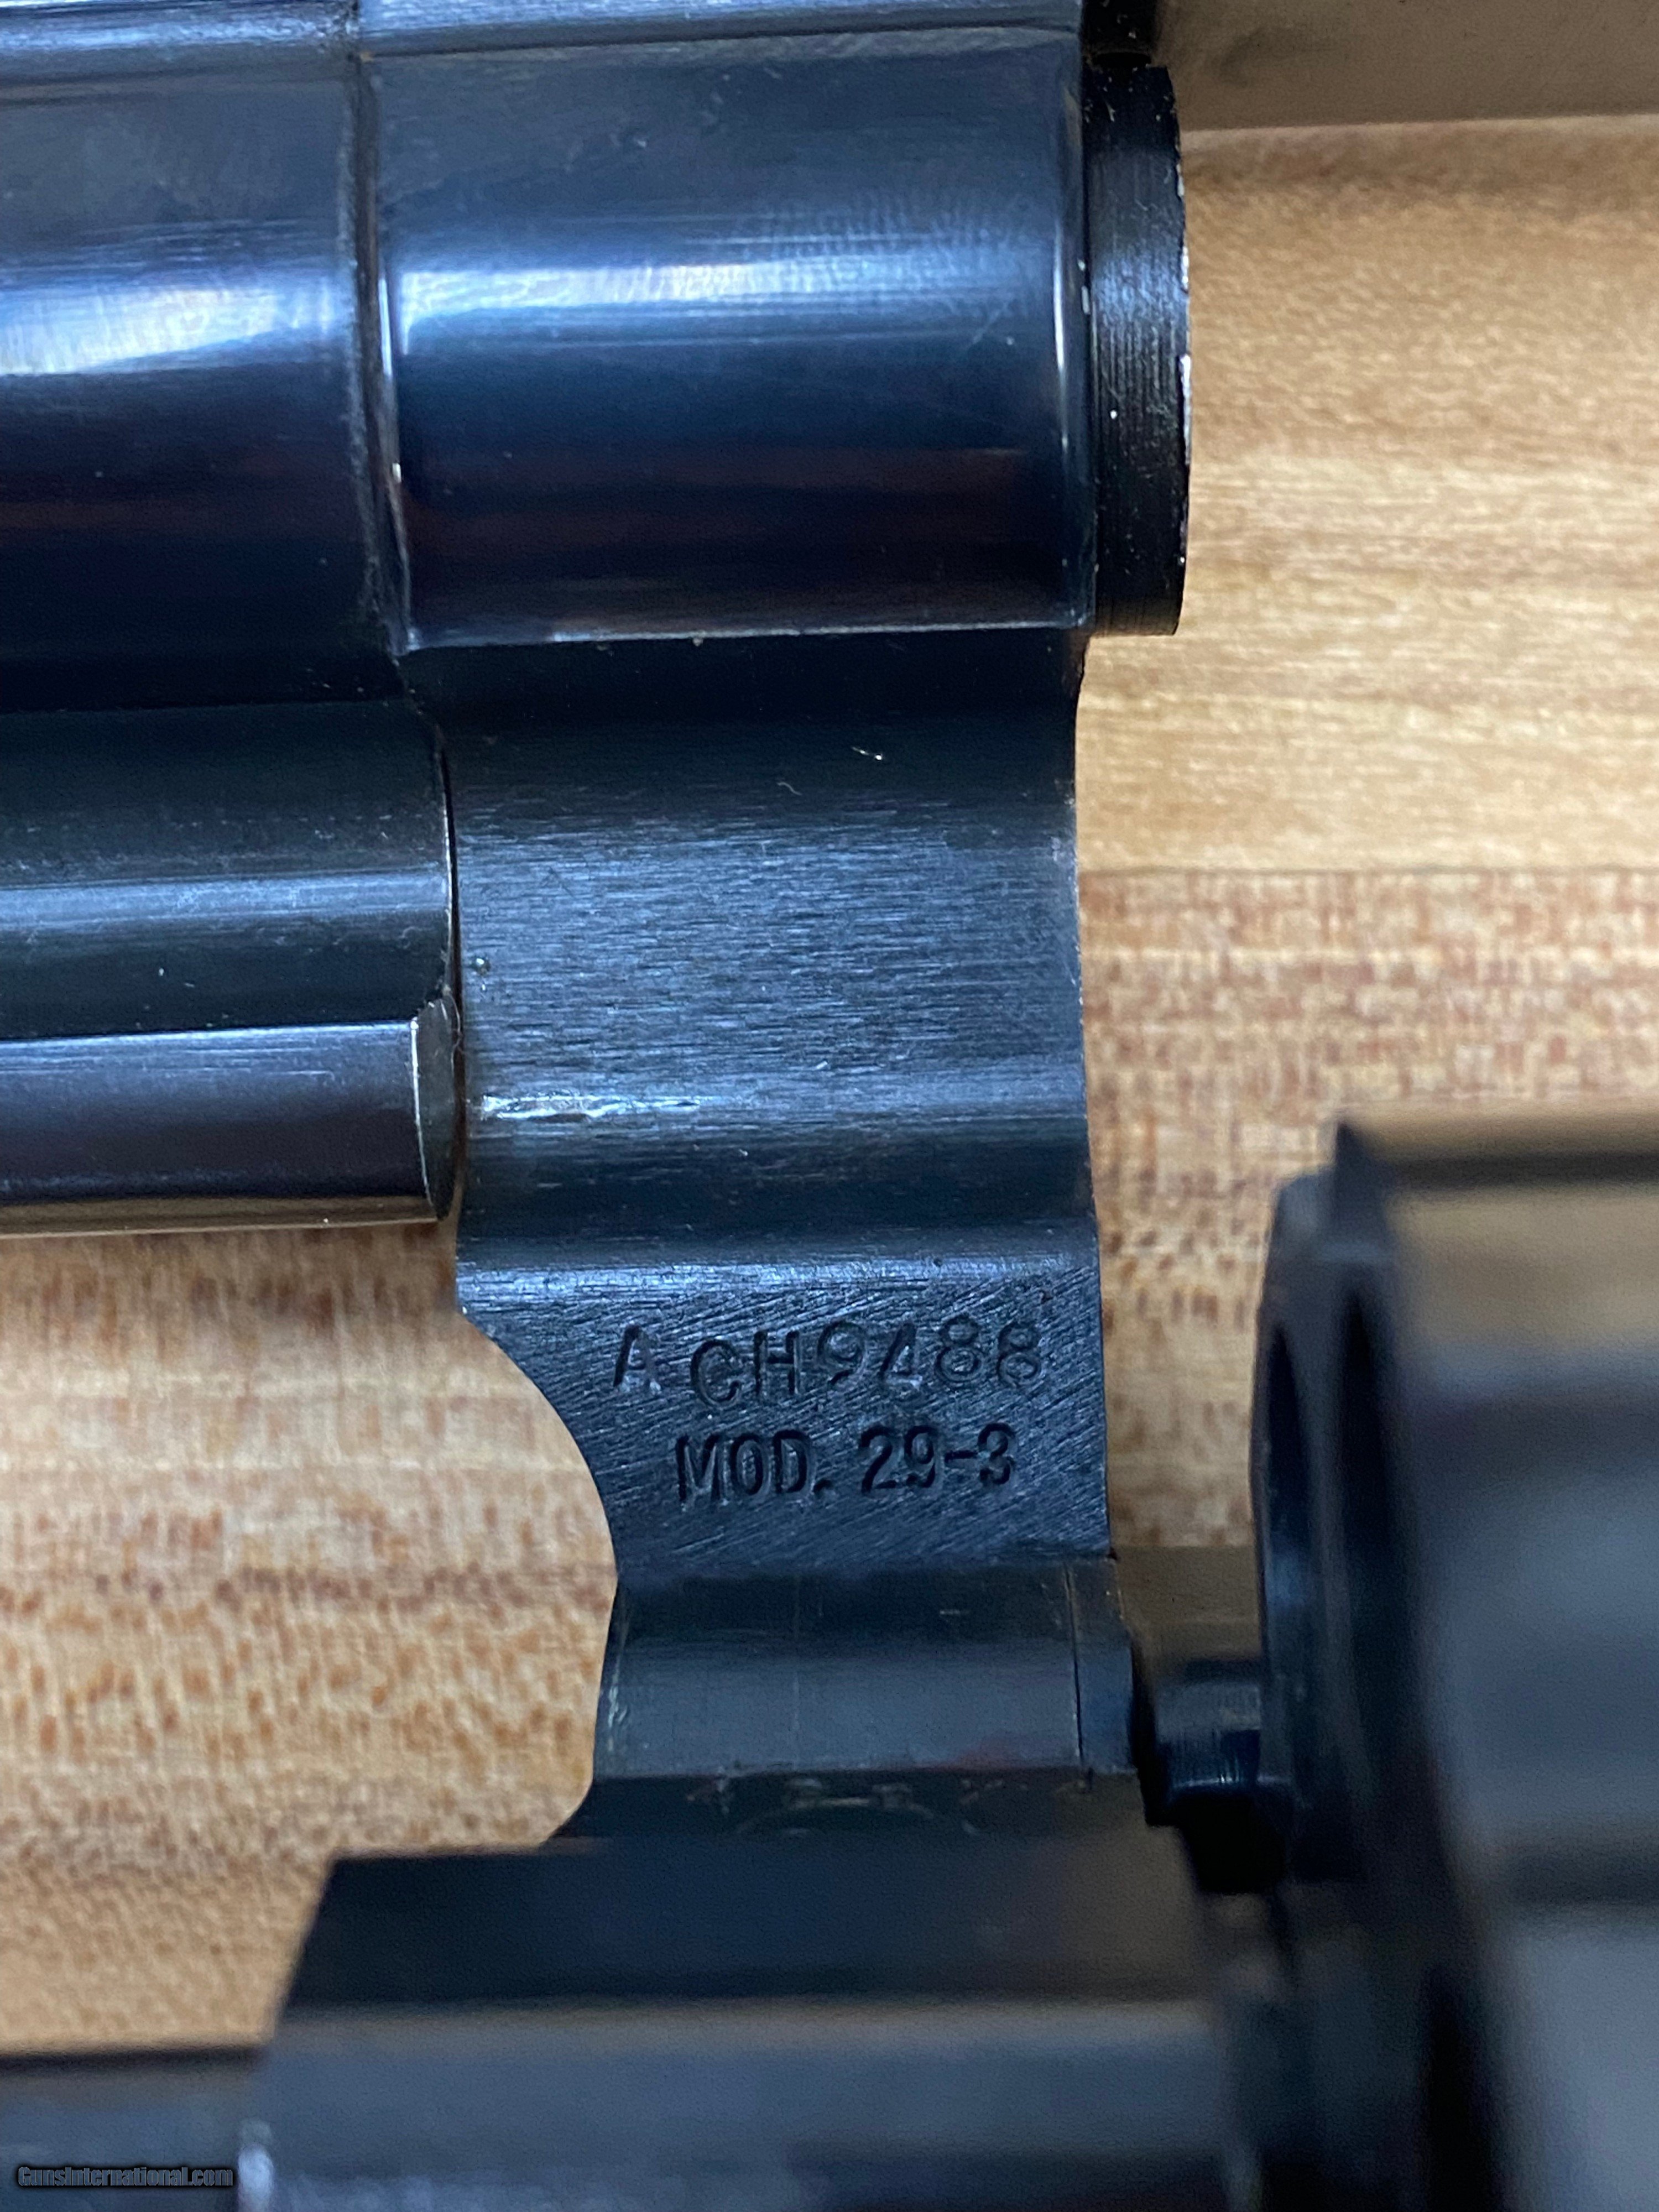 ACH9488
MOD. 29-3
GunsInternational.com